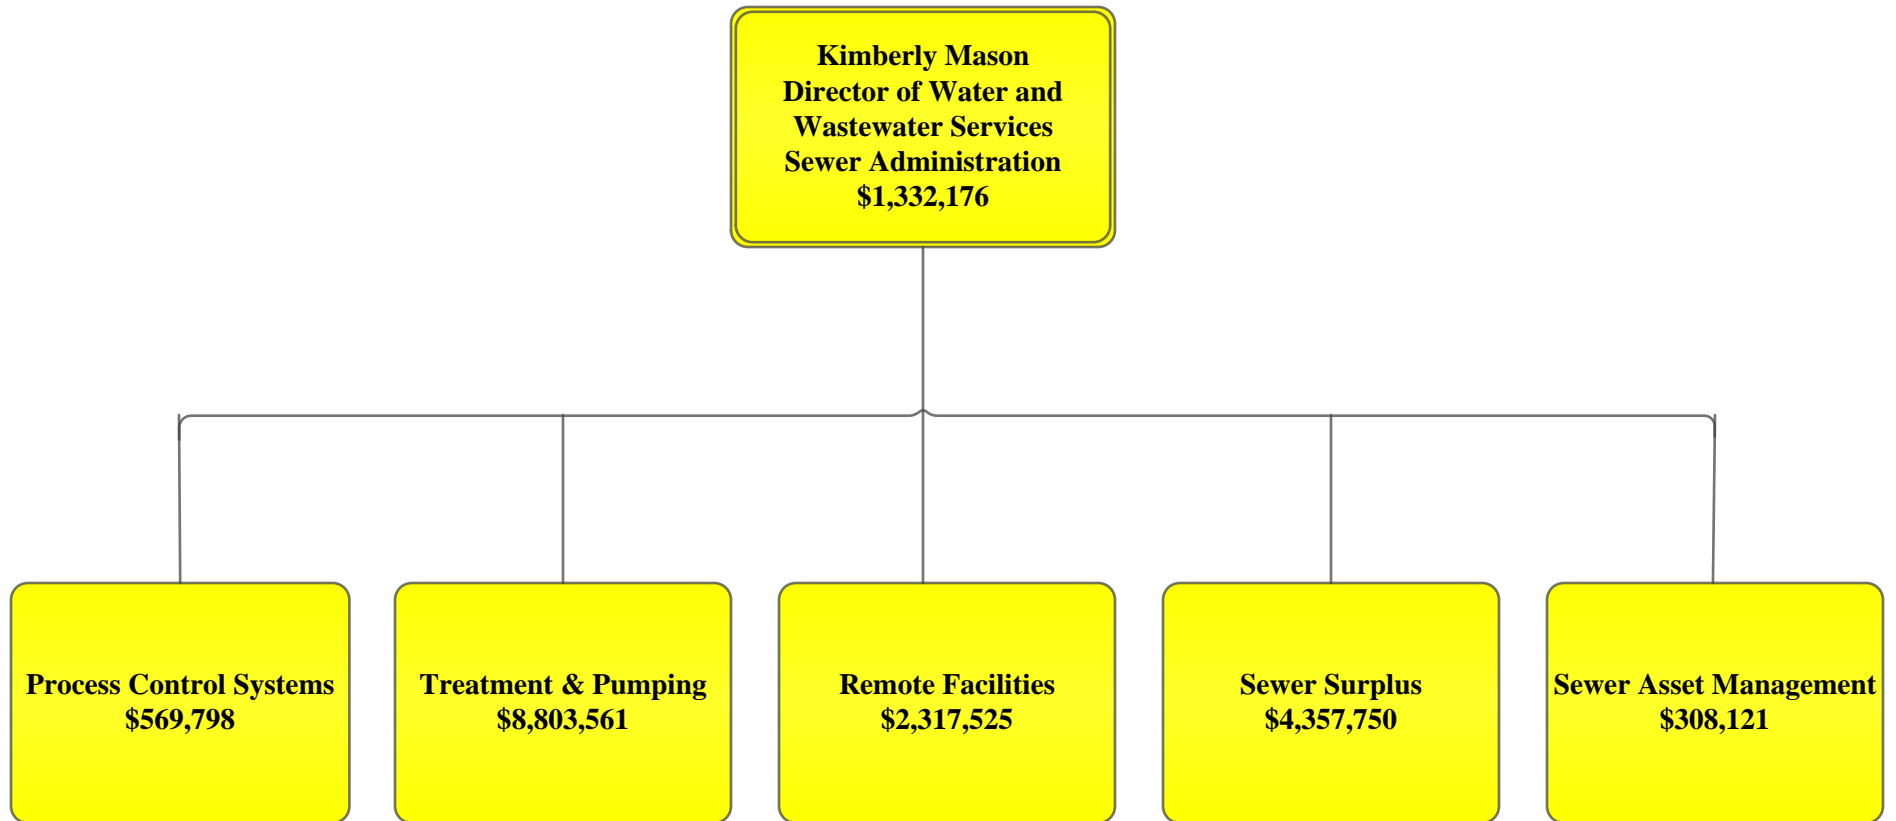 Kimberly Mason
Director of Water and
Wastewater Services
Sewer Administration
$1,332,176
Process Control Systems
$569,798
Treatment & Pumping
$8,803,561
Remote Facilities
$2,317,525
Sewer Surplus
$4,357,750
Sewer Asset Management
$308,121